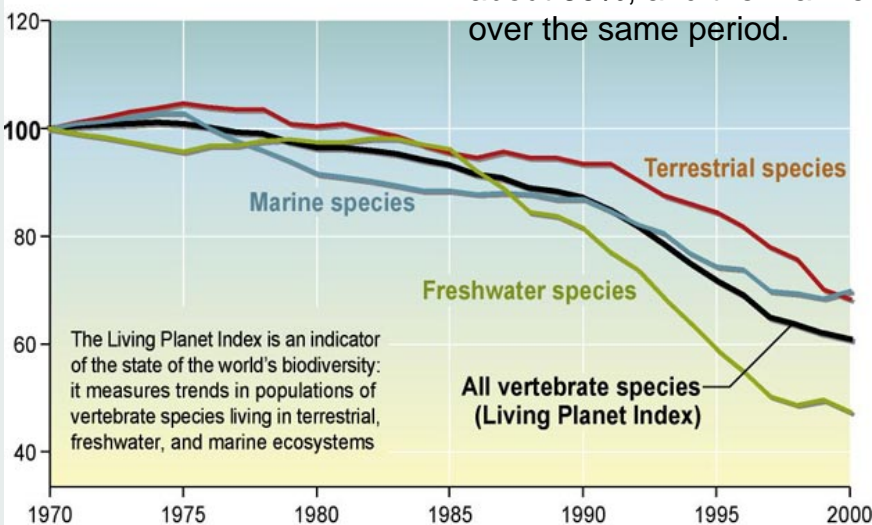 over the same period.
120
100
80
60
40
Terrestrial species
Marine species
Freshwater species
The Living Planet Index is an indicator
of the state of the world's biodiversity:
it measures trends in populations of
vertebrate species living in terrestrial,
freshwater, and marine ecosystems
All vertebrate species
(Living Planet Index)
1970 1975 1980 1985 1990 1995 2000